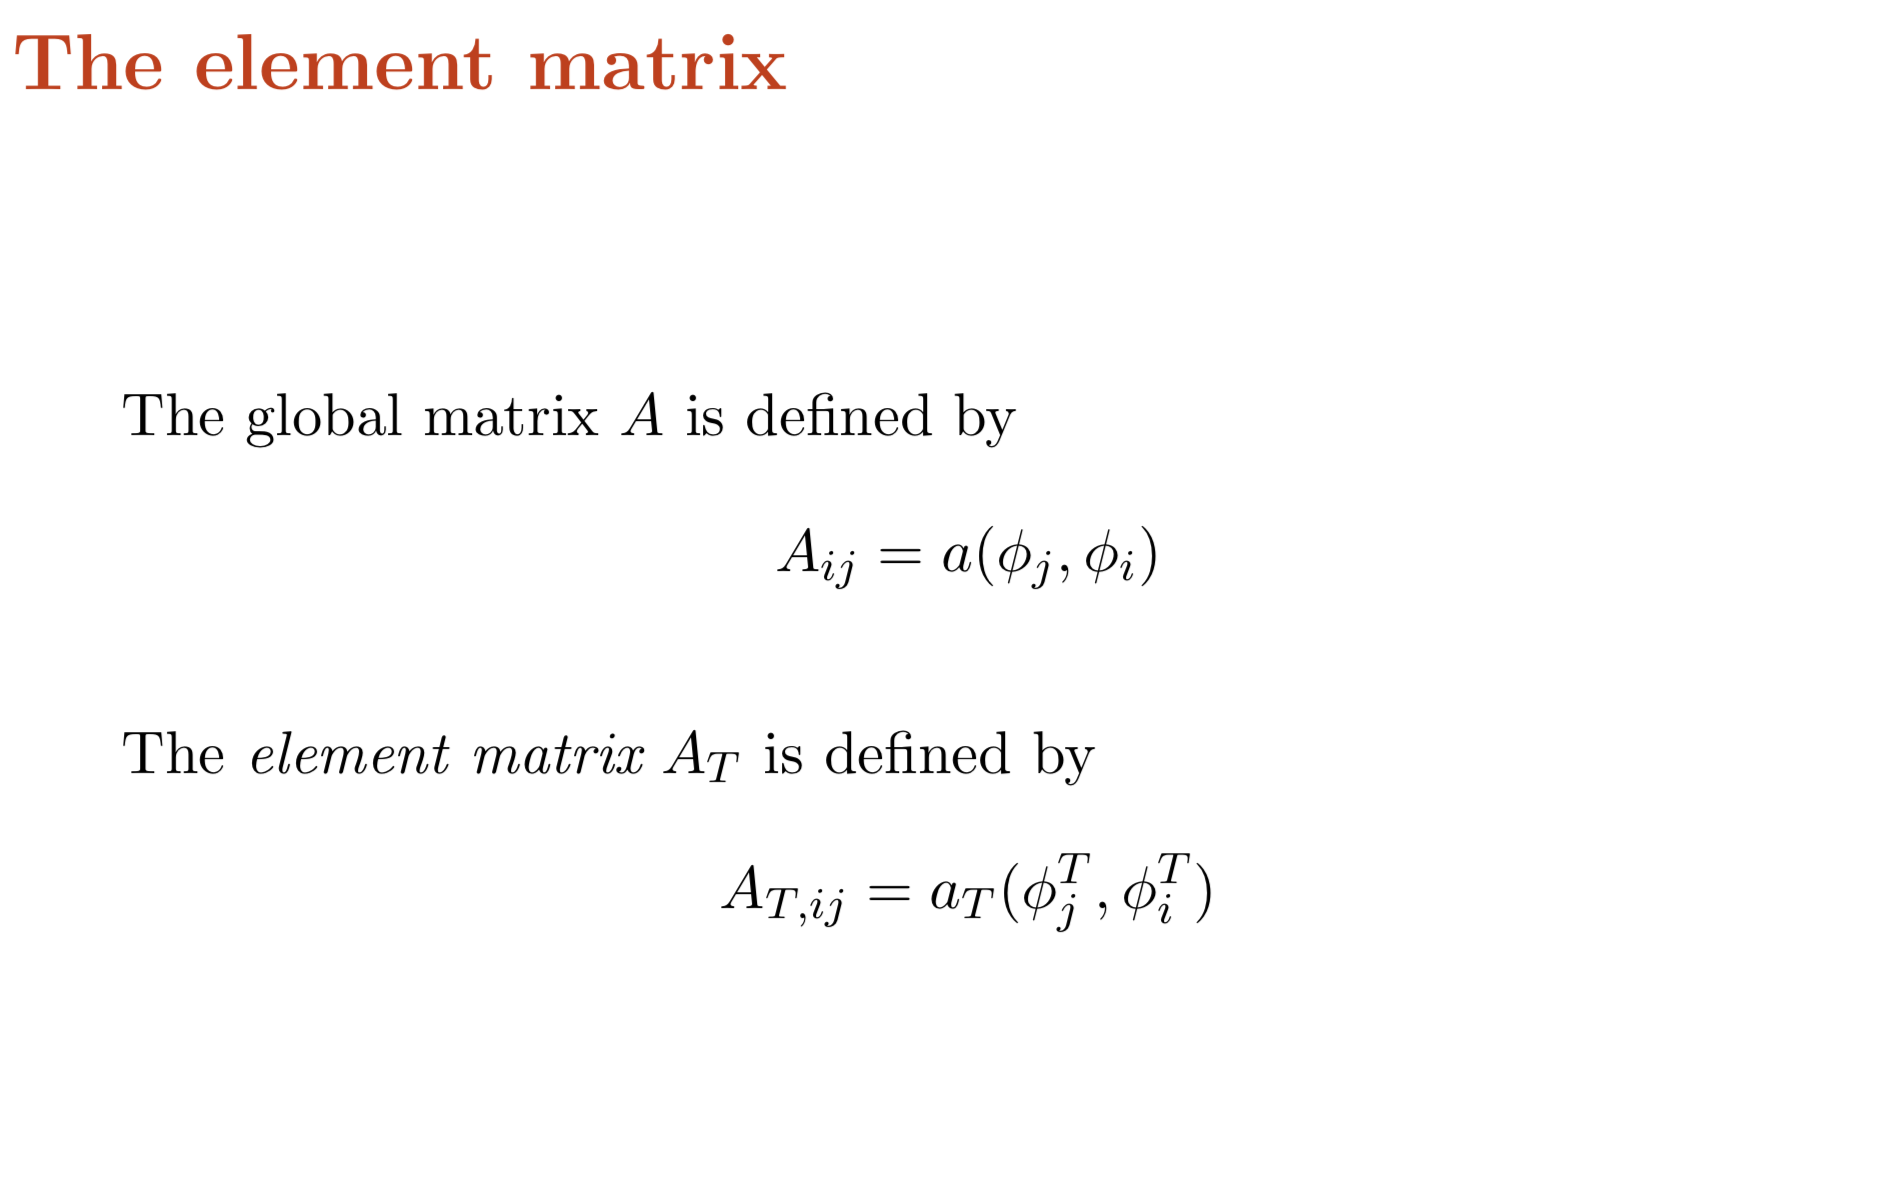 The element matrix
The global matrix A is defined by
A_{ij} = a(ϕ_j, ϕ_i)
The element matrix A_T is defined by
A_{T,ij} = a_T(ϕ_j^T, ϕ_i^T)